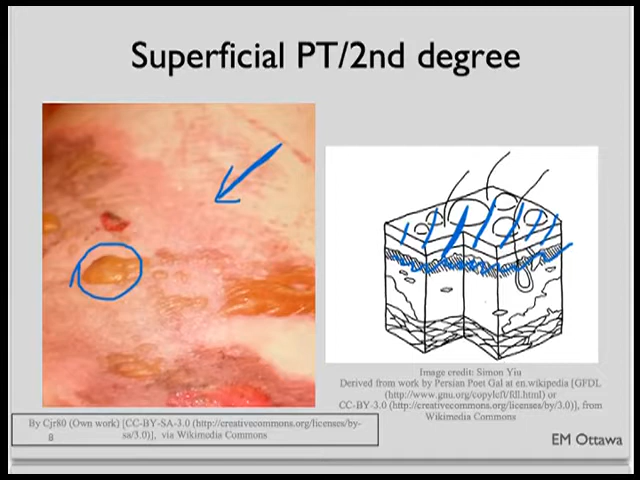 Superficial PT/2nd degree
Image credit: Simon Yiu
Derived from work by Persian Poet Gal at en.wikipedia [GFDL
(http://www.gnu.org/copyleft/fdl.html) or
CC-BY-3.0 (http://creativecommons.org/licenses/by/3.0)], from
Wikimedia Commons
By Cjr80 (Own work) [CC-BY-SA-3.0 (http://creativecommons.org/licenses/by-
sa/3.0)], via Wikimedia Commons
8
EM Ottawa